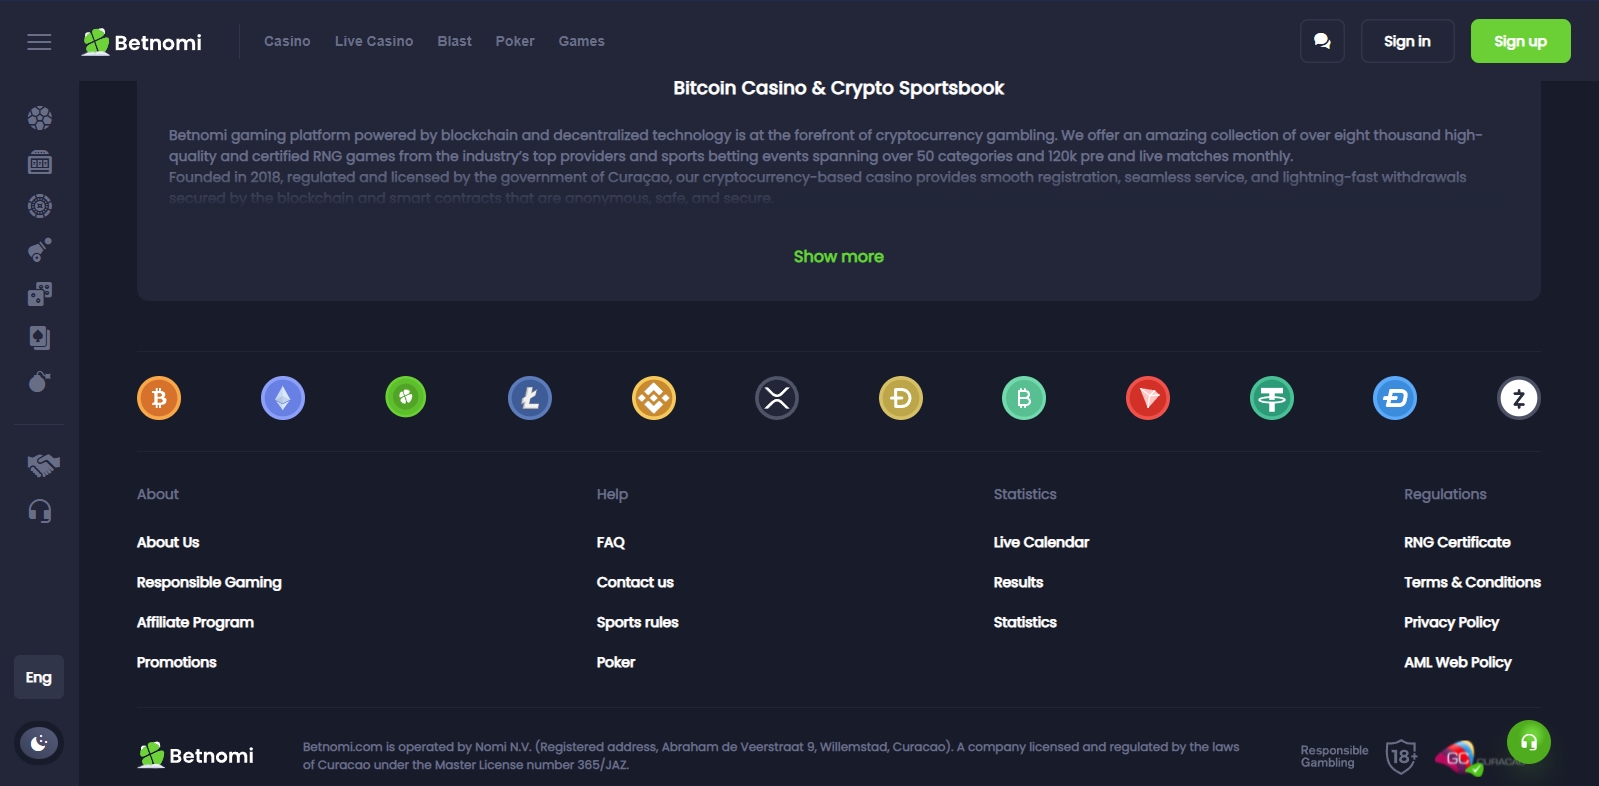 Betnomi
Casino
Live Casino
Blast
Poker
Games
Sign in
Sign up
Bitcoin Casino & Crypto Sportsbook
Betnomi gaming platform powered by blockchain and decentralized technology is at the forefront of cryptocurrency gambling. We offer an amazing collection of over eight thousand high-
quality and certified RNG games from the industry’s top providers and sports betting events spanning over 50 categories and 120k pre and live matches monthly.
Founded in 2018, regulated and licensed by the government of Curaçao, our cryptocurrency-based casino provides smooth registration, seamless service, and lightning-fast withdrawals
secured by the blockchain and smart contracts that are anonymous, safe, and secure.
Show more
About
About Us
Responsible Gaming
Affiliate Program
Promotions
Help
FAQ
Contact us
Sports rules
Poker
Statistics
Live Calendar
Results
Statistics
Regulations
RNG Certificate
Terms & Conditions
Privacy Policy
AML Web Policy
Eng
Betnomi
Betnomi.com is operated by Nomi N.V. (Registered address, Abraham de Veerstraat 9, Willemstad, Curacao). A company licensed and regulated by the laws
of Curacao under the Master License number 365/JAZ.
Responsible
Gambling
18+
GC
CURACAO